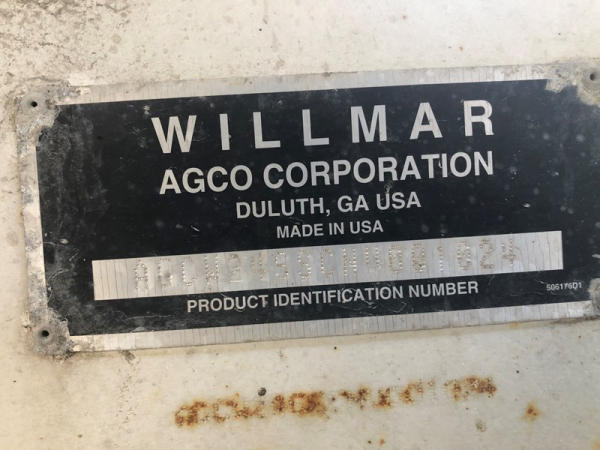 WILLMAR
AGCO CORPORATION
DULUTH, GA USA
MADE IN USA
PRODUCT IDENTIFICATION NUMBER
506176D1